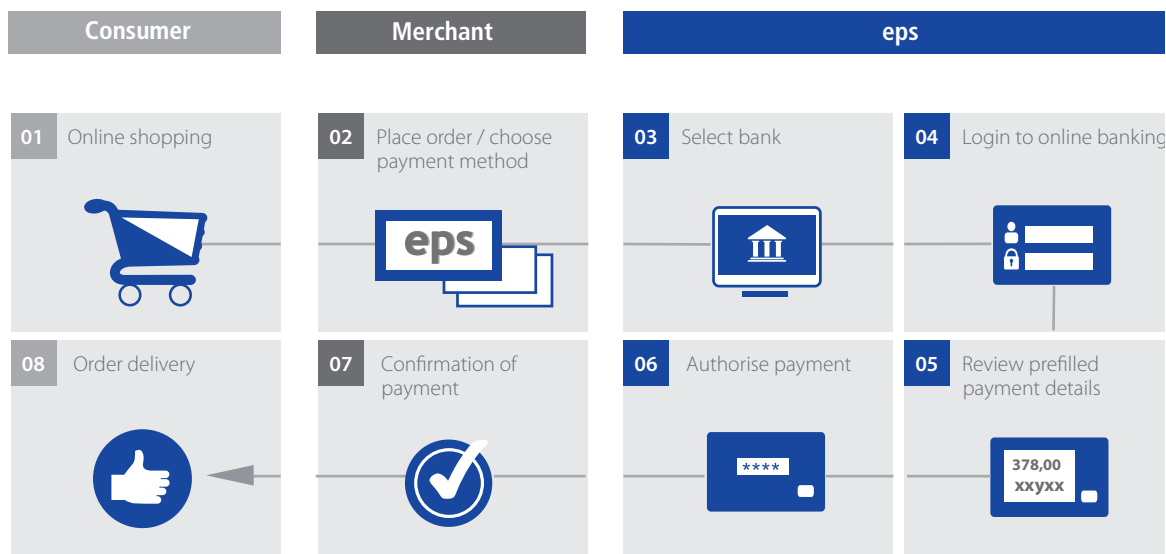 Consumer
Merchant
eps
01 Online shopping
02 Place order / choose
payment method
eps
03 Select bank
04 Login to online banking
08 Order delivery
07 Confirmation of
payment
06 Authorise payment
****
05 Review prefilled
payment details
378,00
xxyxx